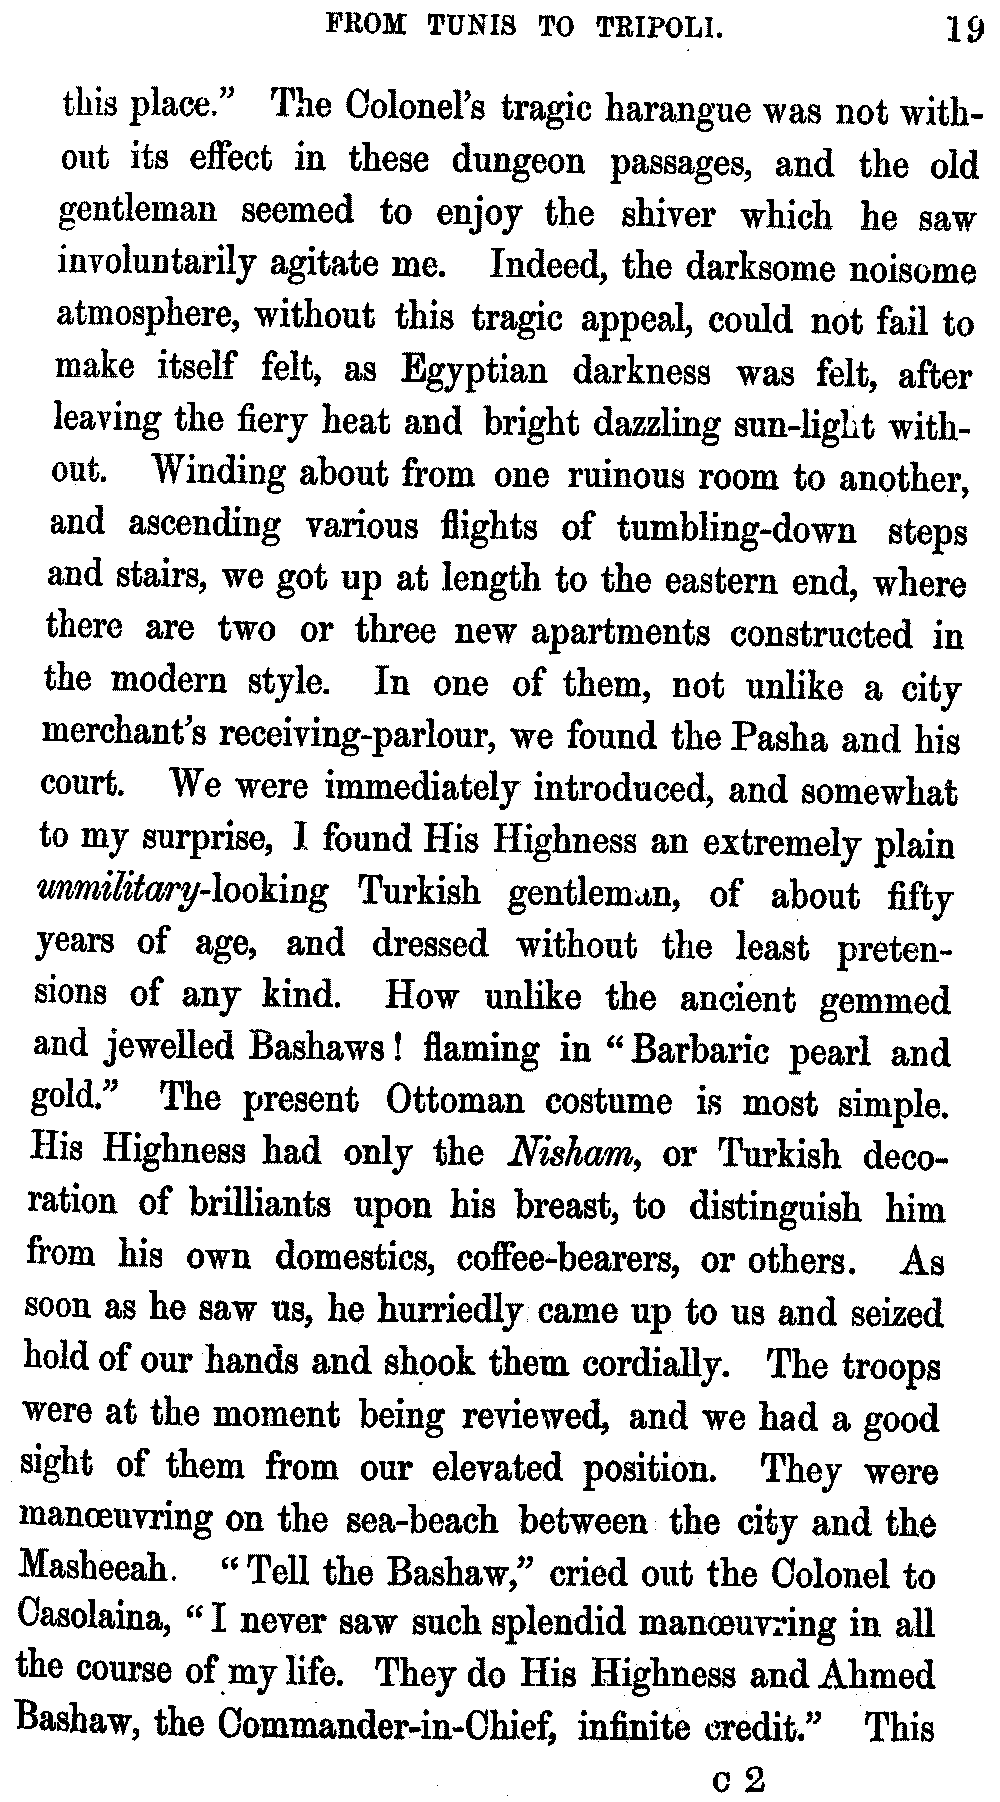 FROM TUNIS TO TRIPOLI. 19
this place." The Colonel's tragic harangue was not with-
out its effect in these dungeon passages, and the old
gentleman seemed to enjoy the shiver which he saw
involuntarily agitate me. Indeed, the darksome noisome
atmosphere, without this tragic appeal, could not fail to
make itself felt, as Egyptian darkness was felt, after
leaving the fiery heat and bright dazzling sun-light with-
out. Winding about from one ruinous room to another,
and ascending various flights of tumbling-down steps
and stairs, we got up at length to the eastern end, where
there are two or three new apartments constructed in
the modern style. In one of them, not unlike a city
merchant's receiving-parlour, we found the Pasha and his
court. We were immediately introduced, and somewhat
to my surprise, I found His Highness an extremely plain
unmilitary-looking Turkish gentleman, of about fifty
years of age, and dressed without the least preten-
sions of any kind. How unlike the ancient gemmed
and jewelled Bashaws! flaming in "Barbaric pearl and
gold." The present Ottoman costume is most simple.
His Highness had only the Nisham, or Turkish deco-
ration of brilliants upon his breast, to distinguish him
from his own domestics, coffee-bearers, or others. As
soon as he saw us, he hurriedly came up to us and seized
hold of our hands and shook them cordially. The troops
were at the moment being reviewed, and we had a good
sight of them from our elevated position. They were
manœuvring on the sea-beach between the city and the
Masheeah. "Tell the Bashaw," cried out the Colonel to
Casolaina, "I never saw such splendid manœuvring in all
the course of my life. They do His Highness and Ahmed
Bashaw, the Commander-in-Chief, infinite credit." This
C 2